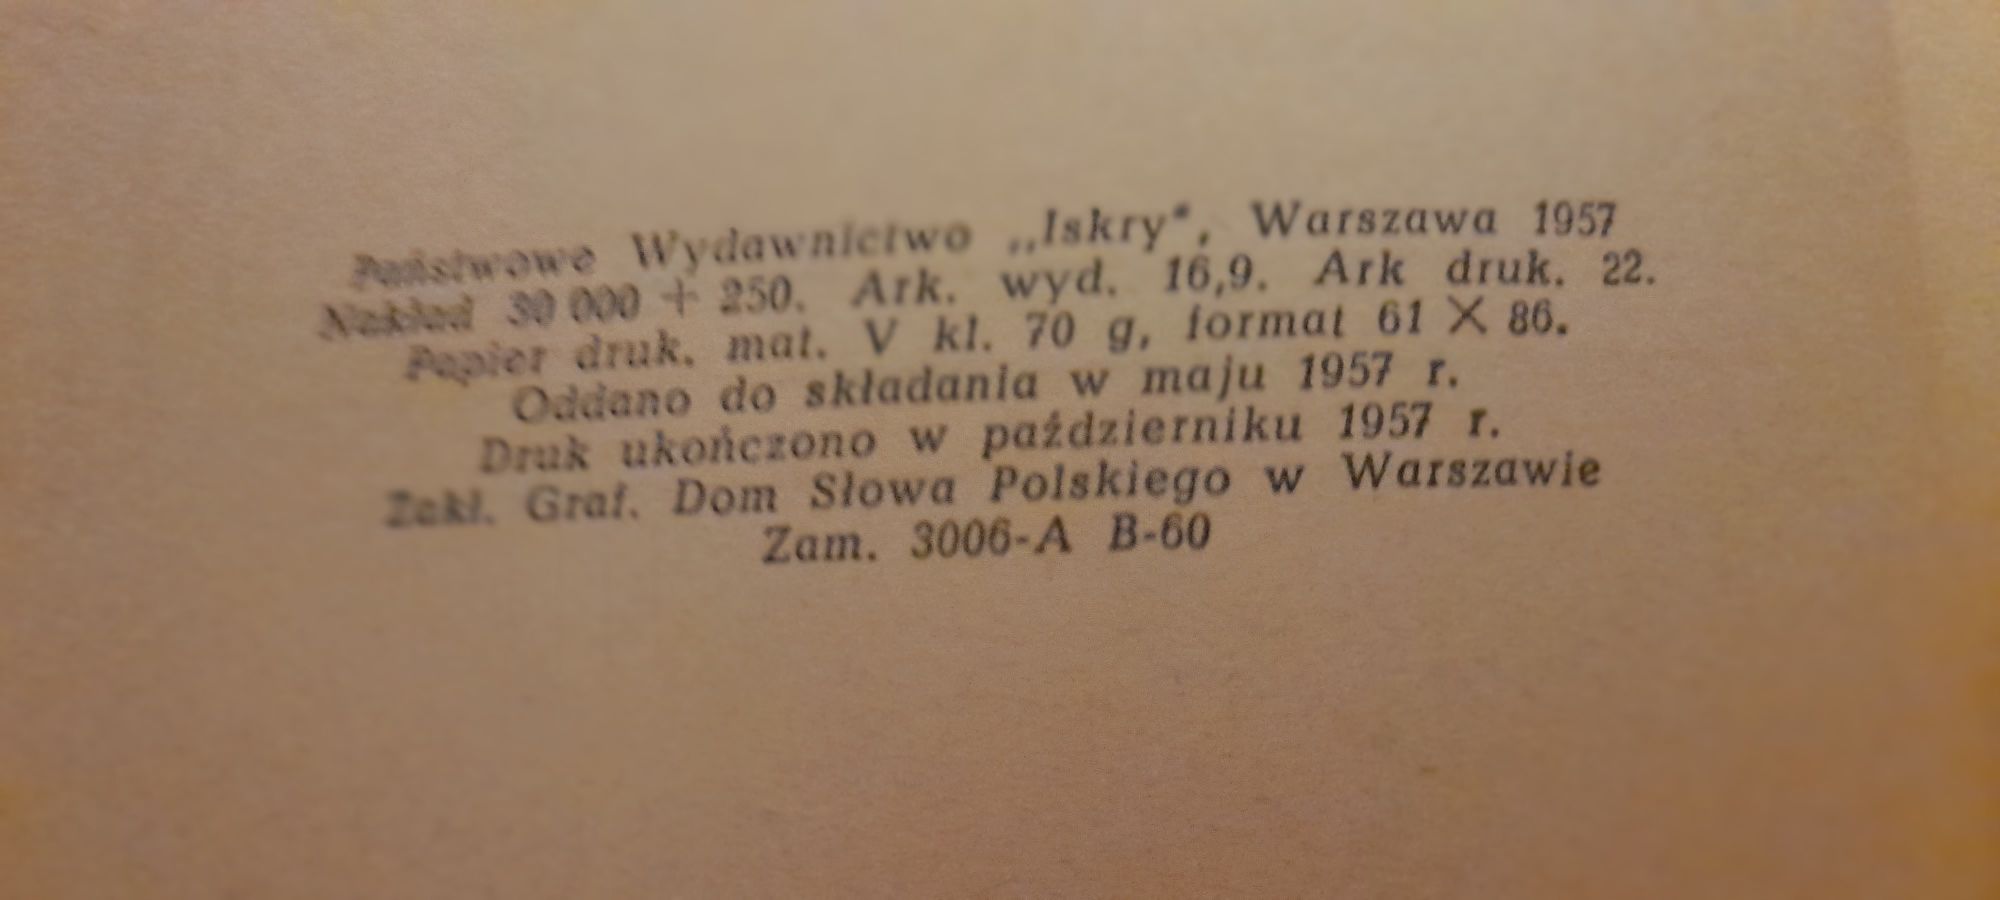 Państwowe Wydawnictwo „Iskry", Warszawa 1957
Nakład 30 000 + 250. Ark. wyd. 16,9. Ark druk. 22.
Papier druk. mat. V kl. 70 g, format 61 × 86.
Oddano do składania w maju 1957 r.
Druk ukończono w październiku 1957 r.
Zakł. Graf. Dom Słowa Polskiego w Warszawie
Zam. 3006-A B-60